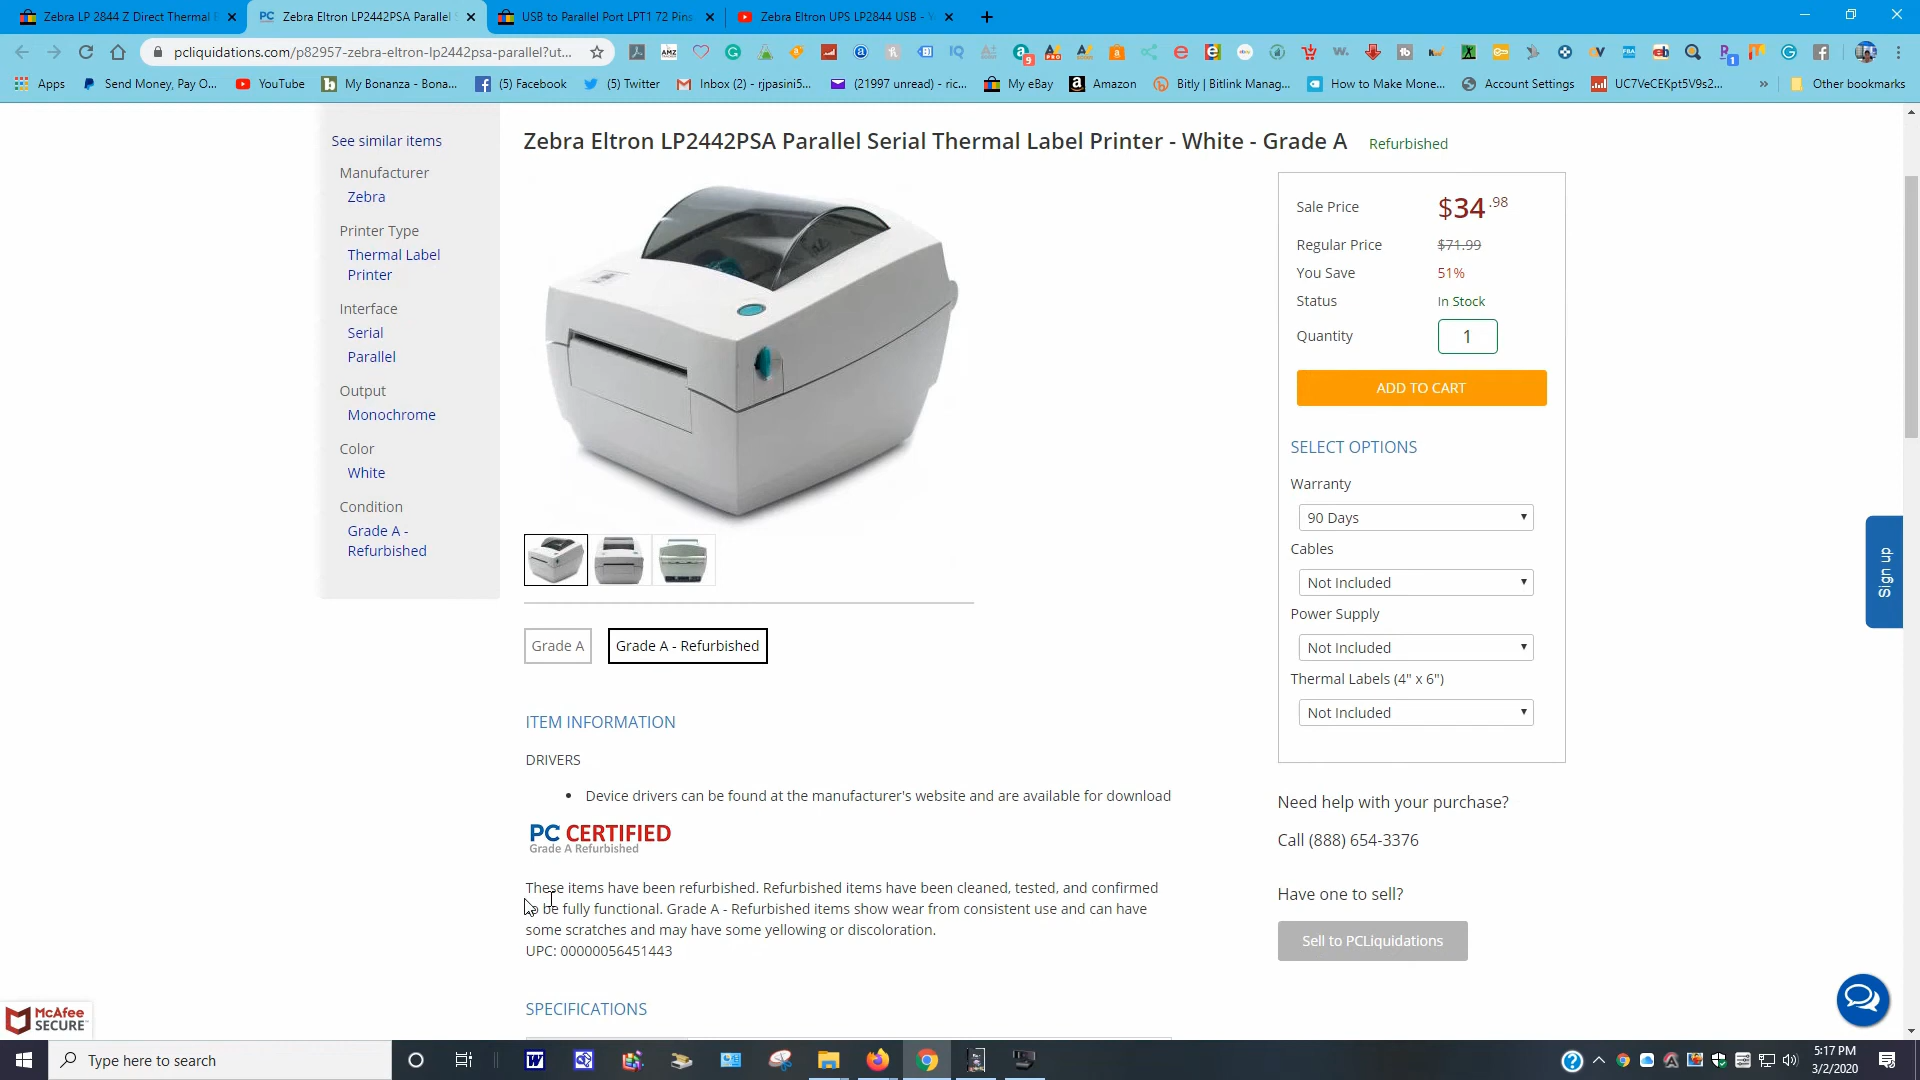 Zebra LP 2844 Z Direct Thermal
Zebra Eltron LP2442PSA Parallel
USB to Parallel Port LPT1 72 Pins
Zebra Eltron UPS LP2844 USB -
pcliquidations.com/p82957-zebra-eltron-lp2442psa-parallel?ut...
Apps
Send Money, Pay O...
YouTube
My Bonanza - Bona...
(5) Facebook
(5) Twitter
Inbox (2) - rjpasini5...
(21997 unread) - ric...
My eBay
Amazon
Bitly | Bitlink Manag...
How to Make Mone...
Account Settings
UC7VeCEKpt5V9s2...
Other bookmarks
See similar items
Manufacturer
Zebra
Printer Type
Thermal Label
Printer
Interface
Serial
Parallel
Output
Monochrome
Color
White
Condition
Grade A -
Refurbished
Zebra Eltron LP2442PSA Parallel Serial Thermal Label Printer - White - Grade A Refurbished
Grade A
Grade A - Refurbished
ITEM INFORMATION
DRIVERS
• Device drivers can be found at the manufacturer's website and are available for download
PC CERTIFIED
Grade A Refurbished
These items have been refurbished. Refurbished items have been cleaned, tested, and confirmed
to be fully functional. Grade A - Refurbished items show wear from consistent use and can have
some scratches and may have some yellowing or discoloration.
UPC: 00000056451443
SPECIFICATIONS
Sale Price $34.98
Regular Price $71.99
You Save 51%
Status In Stock
Quantity 1
ADD TO CART
SELECT OPTIONS
Warranty
90 Days
Cables
Not Included
Power Supply
Not Included
Thermal Labels (4" x 6")
Not Included
Need help with your purchase?
Call (888) 654-3376
Have one to sell?
Sell to PCLiquidations
Sign up
McAfee
SECURE
Type here to search
5:17 PM
3/2/2020